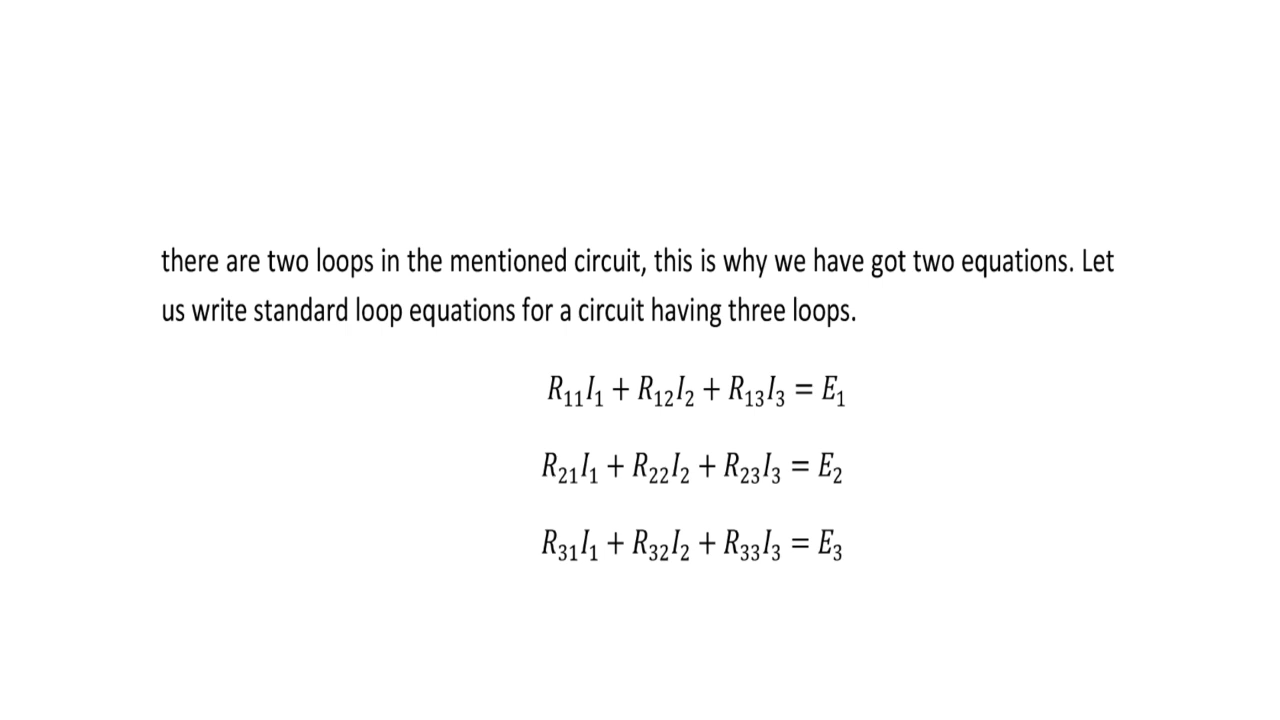 there are two loops in the mentioned circuit, this is why we have got two equations. Let
us write standard loop equations for a circuit having three loops.
R₁₁I₁ + R₁₂I₂ + R₁₃I₃ = E₁
R₂₁I₁ + R₂₂I₂ + R₂₃I₃ = E₂
R₃₁I₁ + R₃₂I₂ + R₃₃I₃ = E₃